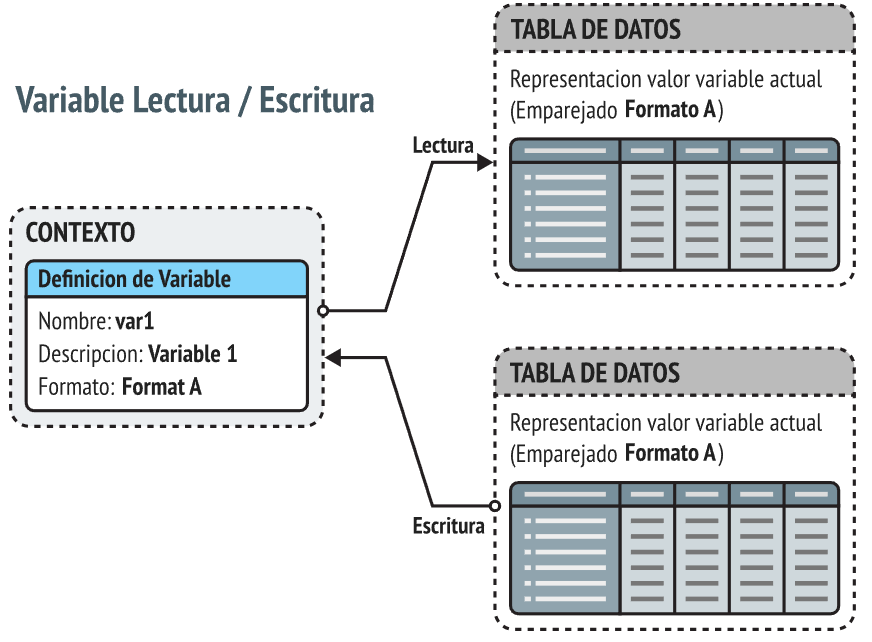 Variable Lectura / Escritura
CONTEXTO
Definicion de Variable
Nombre: var1
Descripcion: Variable 1
Formato: Format A
Lectura
TABLA DE DATOS
Representacion valor variable actual
(Emparejado Formato A)
Escritura
TABLA DE DATOS
Representacion valor variable actual
(Emparejado Formato A)